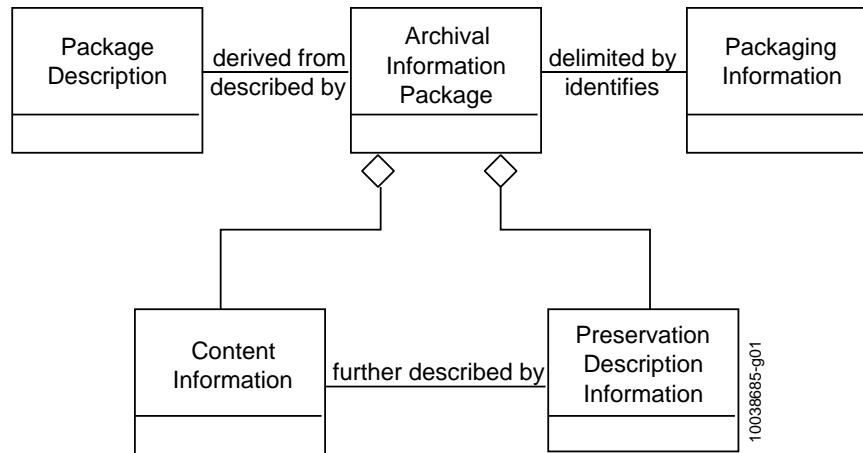 Package
Description
derived from
described by
Archival
Information
Package
delimited by
identifies
Packaging
Information
Content
Information
further described by
Preservation
Description
Information
10038685-g01